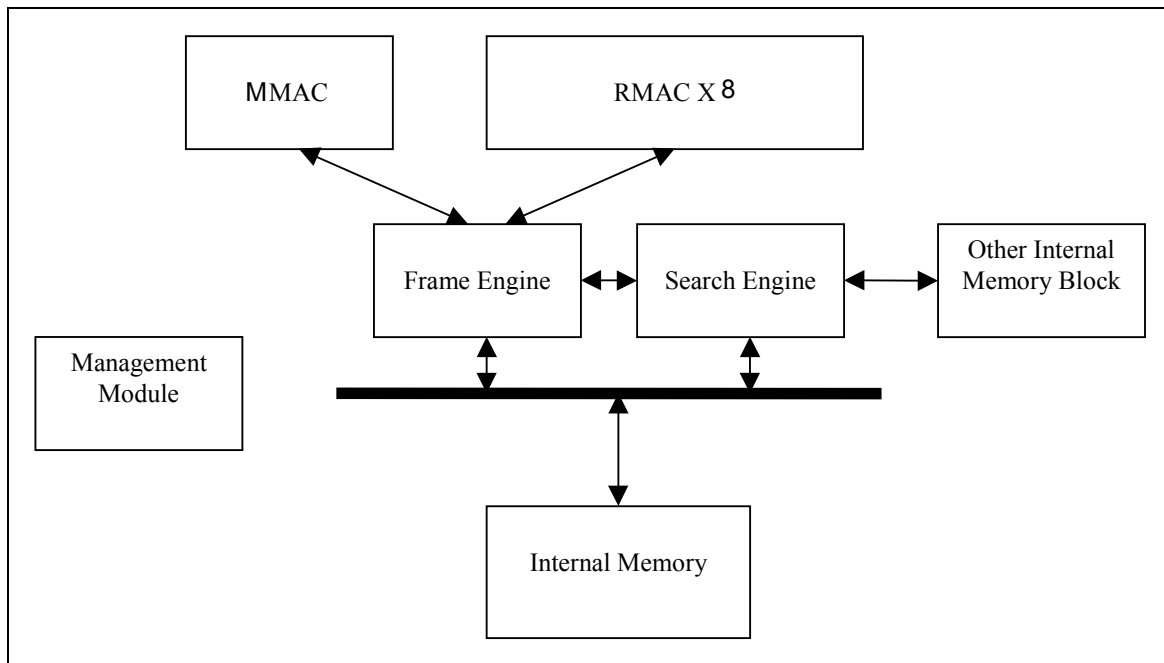 MMAC
RMAC X 8
Frame Engine
Search Engine
Other Internal
Memory Block
Management
Module
Internal Memory